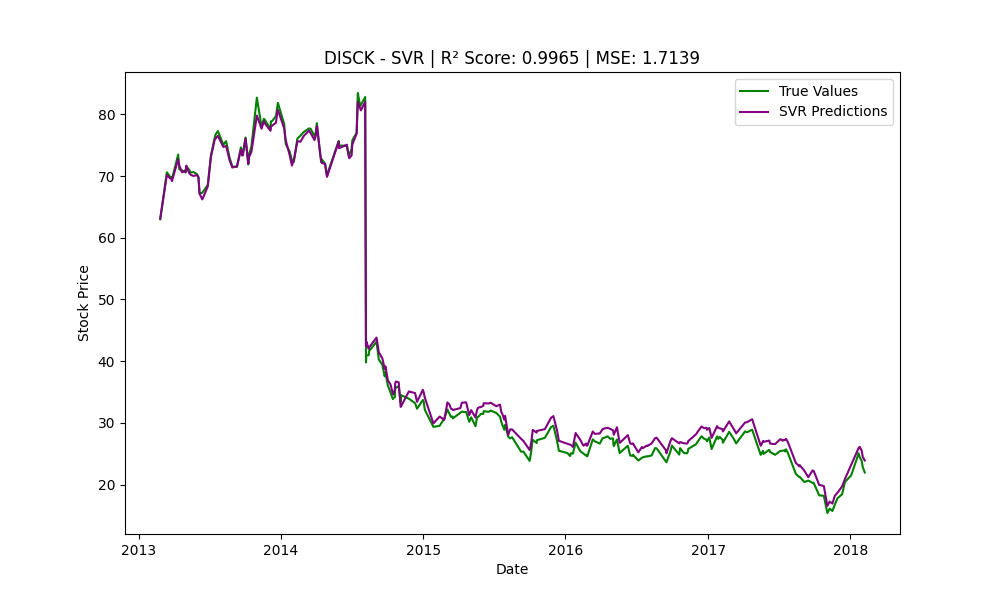 DISCK - SVR | R² Score: 0.9965 | MSE: 1.7139
True Values
SVR Predictions
80
70
60
50
40
30
20
Stock Price
2013 2014 2015 2016 2017 2018
Date